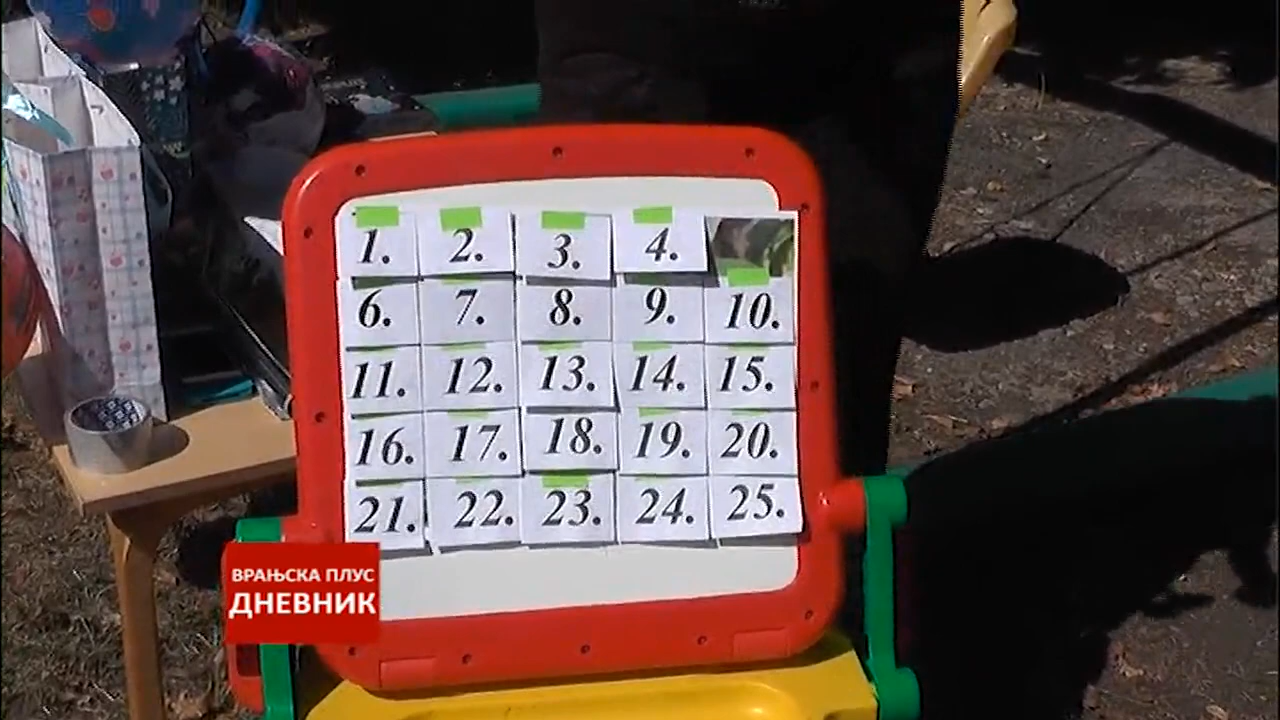 1. 2. 3. 4.
6. 7. 8. 9. 10.
11. 12. 13. 14. 15.
16. 17. 18. 19. 20.
21. 22. 23. 24. 25.
ВРАЊСКА ПЛУС
ДНЕВНИК